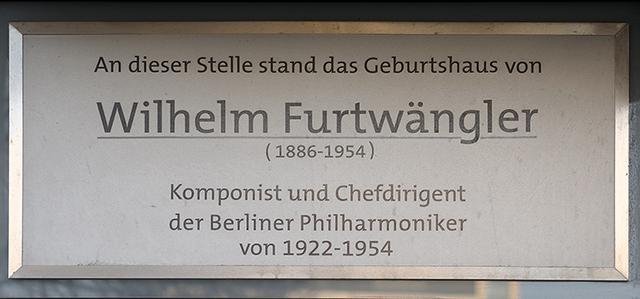 An dieser Stelle stand das Geburtshaus von
Wilhelm Furtwängler
(1886-1954)
Komponist und Chefdirigent
der Berliner Philharmoniker
von 1922-1954